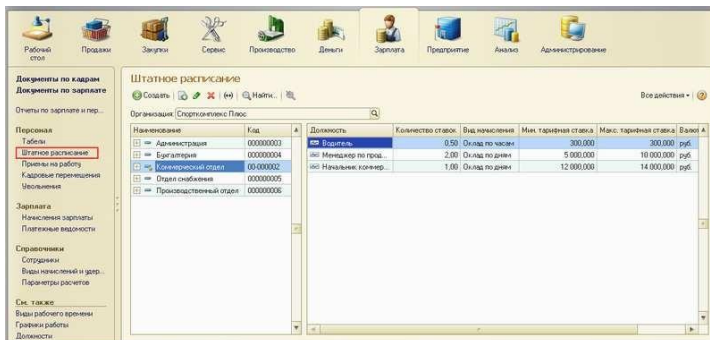 Рабочий стол
Продажи
Закупки
Сервис
Производство
Деньги
Зарплата
Предприятие
Анализ
Администрирование
Документы по кадрам
Документы по зарплате
Отчеты по зарплате и пер...
Персонал
Табели
Штатное расписание
Приемы на работу
Кадровые перемещения
Увольнения
Зарплата
Начисления зарплаты
Платежные ведомости
Справочники
Сотрудники
Виды начислений и удер...
Параметры расчетов
См. также
Виды рабочего времени
Графики работы
Должности
Штатное расписание
Создать
Найти...
Все действия
Организация: Спорткомплекс Плюс
Наименование Код
Администрация 000000003
Бухгалтерия 000000004
Коммерческий отдел 00-000002
Отдел снабжения 000000005
Производственный отдел 000000006
Должность Количество ставок Вид начисления Мин. тарифная ставка Макс. тарифная ставка Валют
Водитель 0,50 Оклад по часам 300,000 300,000 руб.
Менеджер по прод... 2,00 Оклад по дням 5 000,000 10 000,000 руб.
Начальник коммер... 1,00 Оклад по дням 12 000,000 14 000,000 руб.